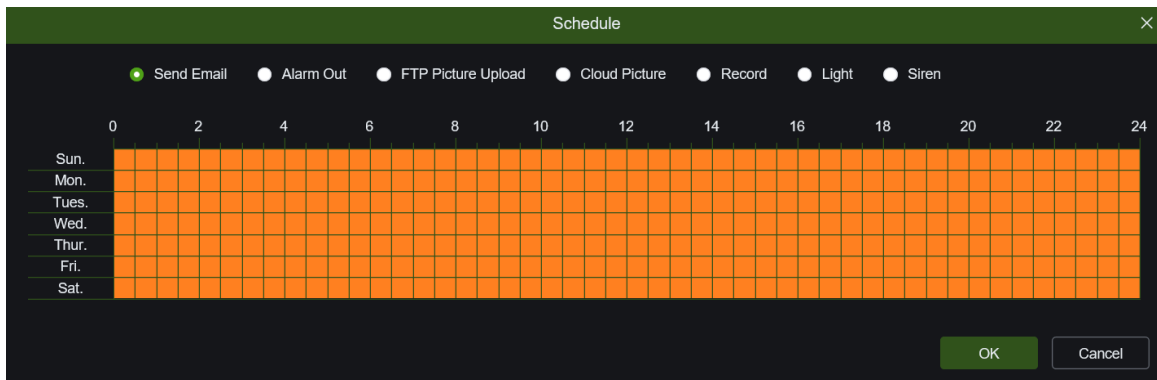 Schedule
Send Email Alarm Out FTP Picture Upload Cloud Picture Record Light Siren
0 2 4 6 8 10 12 14 16 18 20 22 24
Sun.
Mon.
Tues.
Wed.
Thur.
Fri.
Sat.
OK Cancel